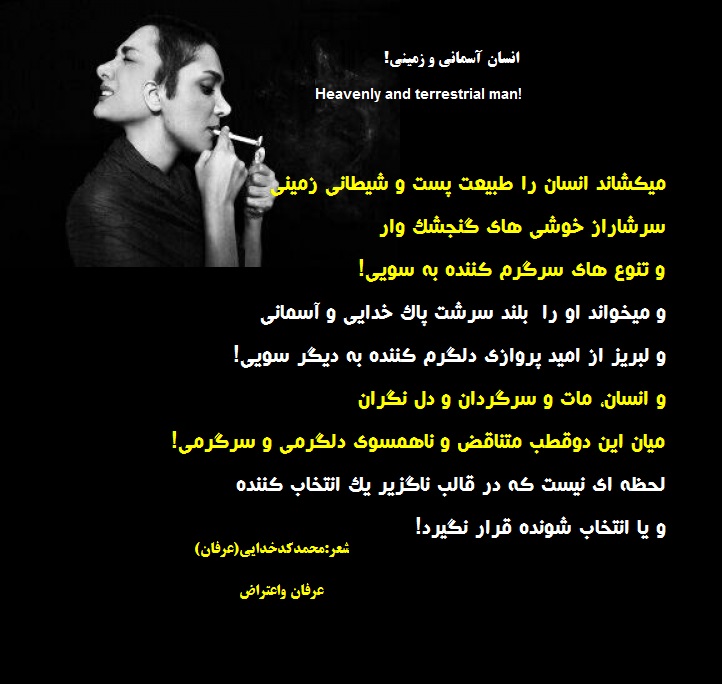 انسان آسمانی و زمینی!
Heavenly and terrestrial man!
میکشاند انسان را طبیعت پست و شیطانی زمینی
سرشاراز خوشی های گنجشک وار
و تنوع های سرگرم کننده به سویی!
و میخواند او را بلند سرشت پاک خدایی و آسمانی
و لبریز از امید پروازی دلگرم کننده به دیگر سویی!
و انسان، مات و سرگردان و دل نگران
میان این دوقطب متناقض و ناهمسوی دلگرمی و سرگرمی!
لحظه ای نیست که در قالب ناگزیر یک انتخاب کننده
و یا انتخاب شونده قرار نگیرد!
شعر:محمدکدخدایی(عرفان)
عرفان واعتراض